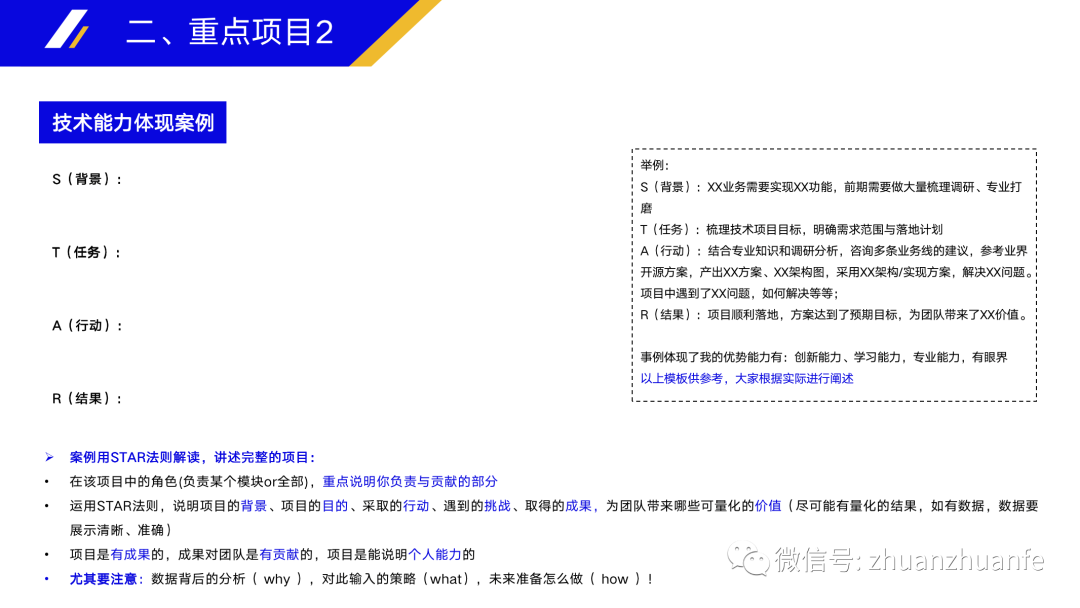 二、重点项目2
技术能力体现案例
S（背景）:
T（任务）:
A（行动）:
R（结果）:
举例:
S（背景）: XX业务需要实现XX功能，前期需要做大量梳理调研、专业打
磨
T（任务）: 梳理技术项目目标，明确需求范围与落地计划
A（行动）: 结合专业知识和调研分析，咨询多条业务线的建议，参考业界
开源方案，产出XX方案、XX架构图，采用XX架构/实现方案，解决XX问题。
项目中遇到了XX问题，如何解决等等;
R（结果）: 项目顺利落地，方案达到了预期目标，为团队带来了XX价值。
事例体现了我的优势能力有: 创新能力、学习能力，专业能力，有眼界
以上模板供参考，大家根据实际进行阐述
➢ 案例用STAR法则解读，讲述完整的项目:
• 在该项目中的角色(负责某个模块or全部)，重点说明你负责与贡献的部分
• 运用STAR法则，说明项目的背景、项目的目的、采取的行动、遇到的挑战、取得的成果，为团队带来哪些可量化的价值（尽可能有量化的结果，如有数据，数据要
展示清晰、准确）
• 项目是有成果的，成果对团队是有贡献的，项目是能说明个人能力的
• 尤其要注意: 数据背后的分析（ why ），对此输入的策略（what），未来准备怎么做（ how ）!
微信号: zhuanzhuanfe